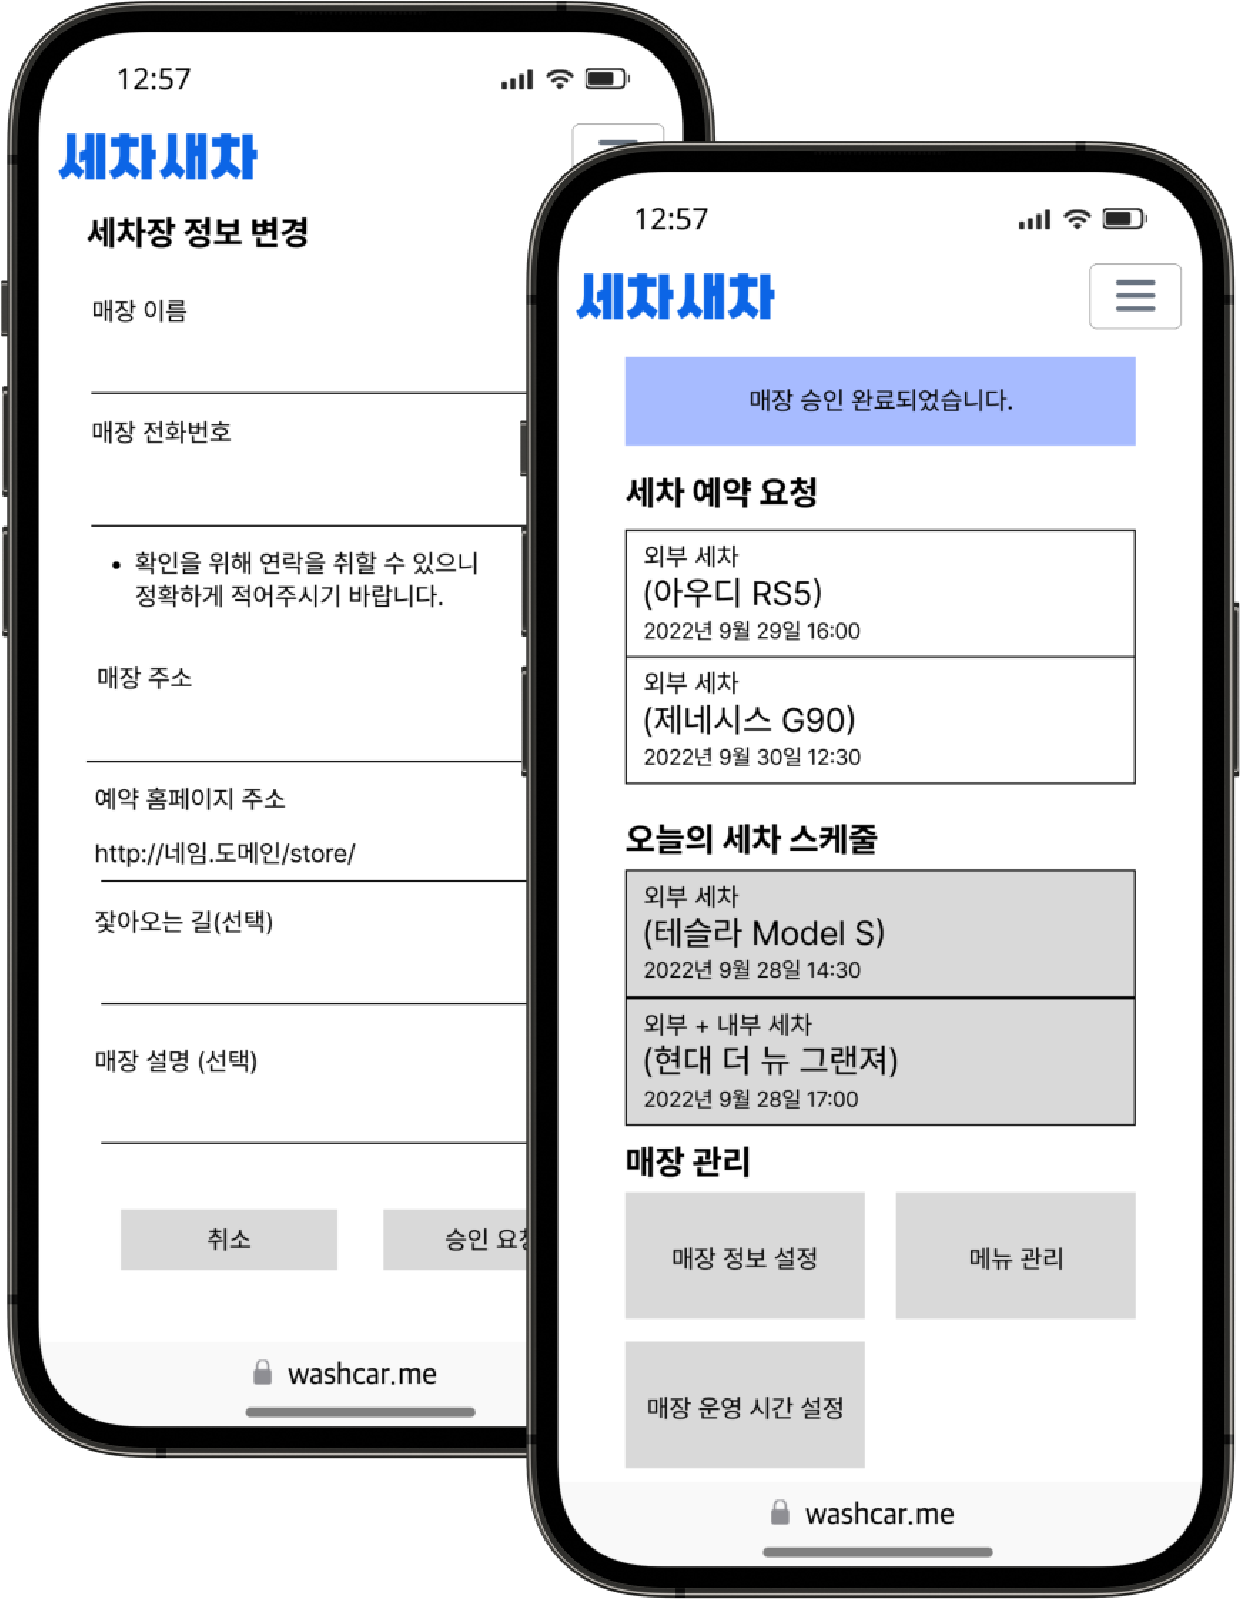 12:57
세차새차
세차장 정보 변경
매장 이름
매장 전화번호
• 확인을 위해 연락을 취할 수 있으니
정확하게 적어주시기 바랍니다.
매장 주소
예약 홈페이지 주소
http://네임.도메인/store/
찾아오는 길(선택)
매장 설명 (선택)
취소
승인
washcar.me
12:57
세차새차
매장 승인 완료되었습니다.
세차 예약 요청
외부 세차
(아우디 RS5)
2022년 9월 29일 16:00
외부 세차
(제네시스 G90)
2022년 9월 30일 12:30
오늘의 세차 스케줄
외부 세차
(테슬라 Model S)
2022년 9월 28일 14:30
외부 + 내부 세차
(현대 더 뉴 그랜져)
2022년 9월 28일 17:00
매장 관리
매장 정보 설정
메뉴 관리
매장 운영 시간 설정
washcar.me